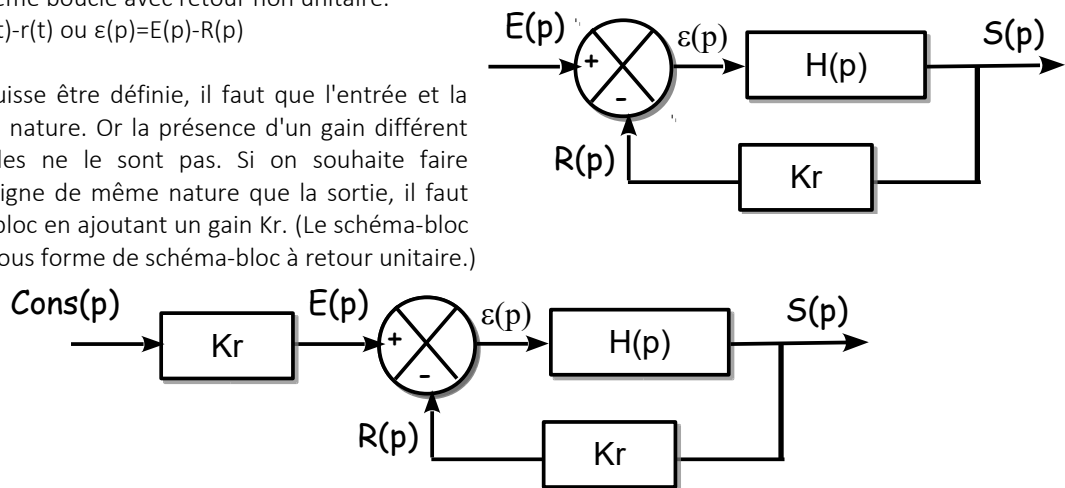 ème bouclé avec retour non unitaire.
t)-r(t) ou ε(p)=E(p)-R(p)
uisse être définie, il faut que l'entrée et la
nature. Or la présence d'un gain différent
les ne le sont pas. Si on souhaite faire
igne de même nature que la sortie, il faut
bloc en ajoutant un gain Kr. (Le schéma-bloc
ous forme de schéma-bloc à retour unitaire.)
E(p)
+
-
ε(p)
H(p)
S(p)
R(p)
Kr
Cons(p)
Kr
E(p)
+
-
ε(p)
H(p)
S(p)
R(p)
Kr